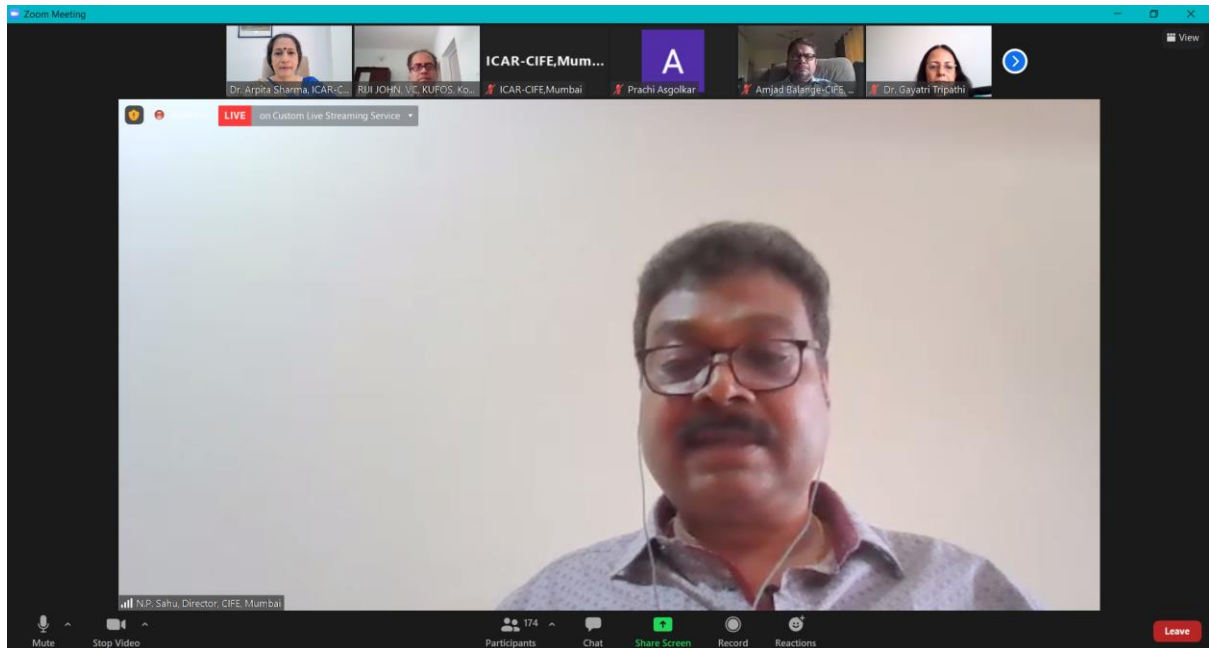 Zoom Meeting
View
ICAR-CIFE,Mum...
A
Dr. Arpita Sharma, ICAR-C...
RIJI JOHN, VC, KUFOS, Ko...
ICAR-CIFE,Mumbai
Prachi Asgolkar
Amjad Balange-CIFE, ...
Dr. Gayatri Tripathi
LIVE on Custom Live Streaming Service
N.P. Sahu, Director, CIFE, Mumbai
174
Mute
Stop Video
Participants
Chat
Share Screen
Record
Reactions
Leave